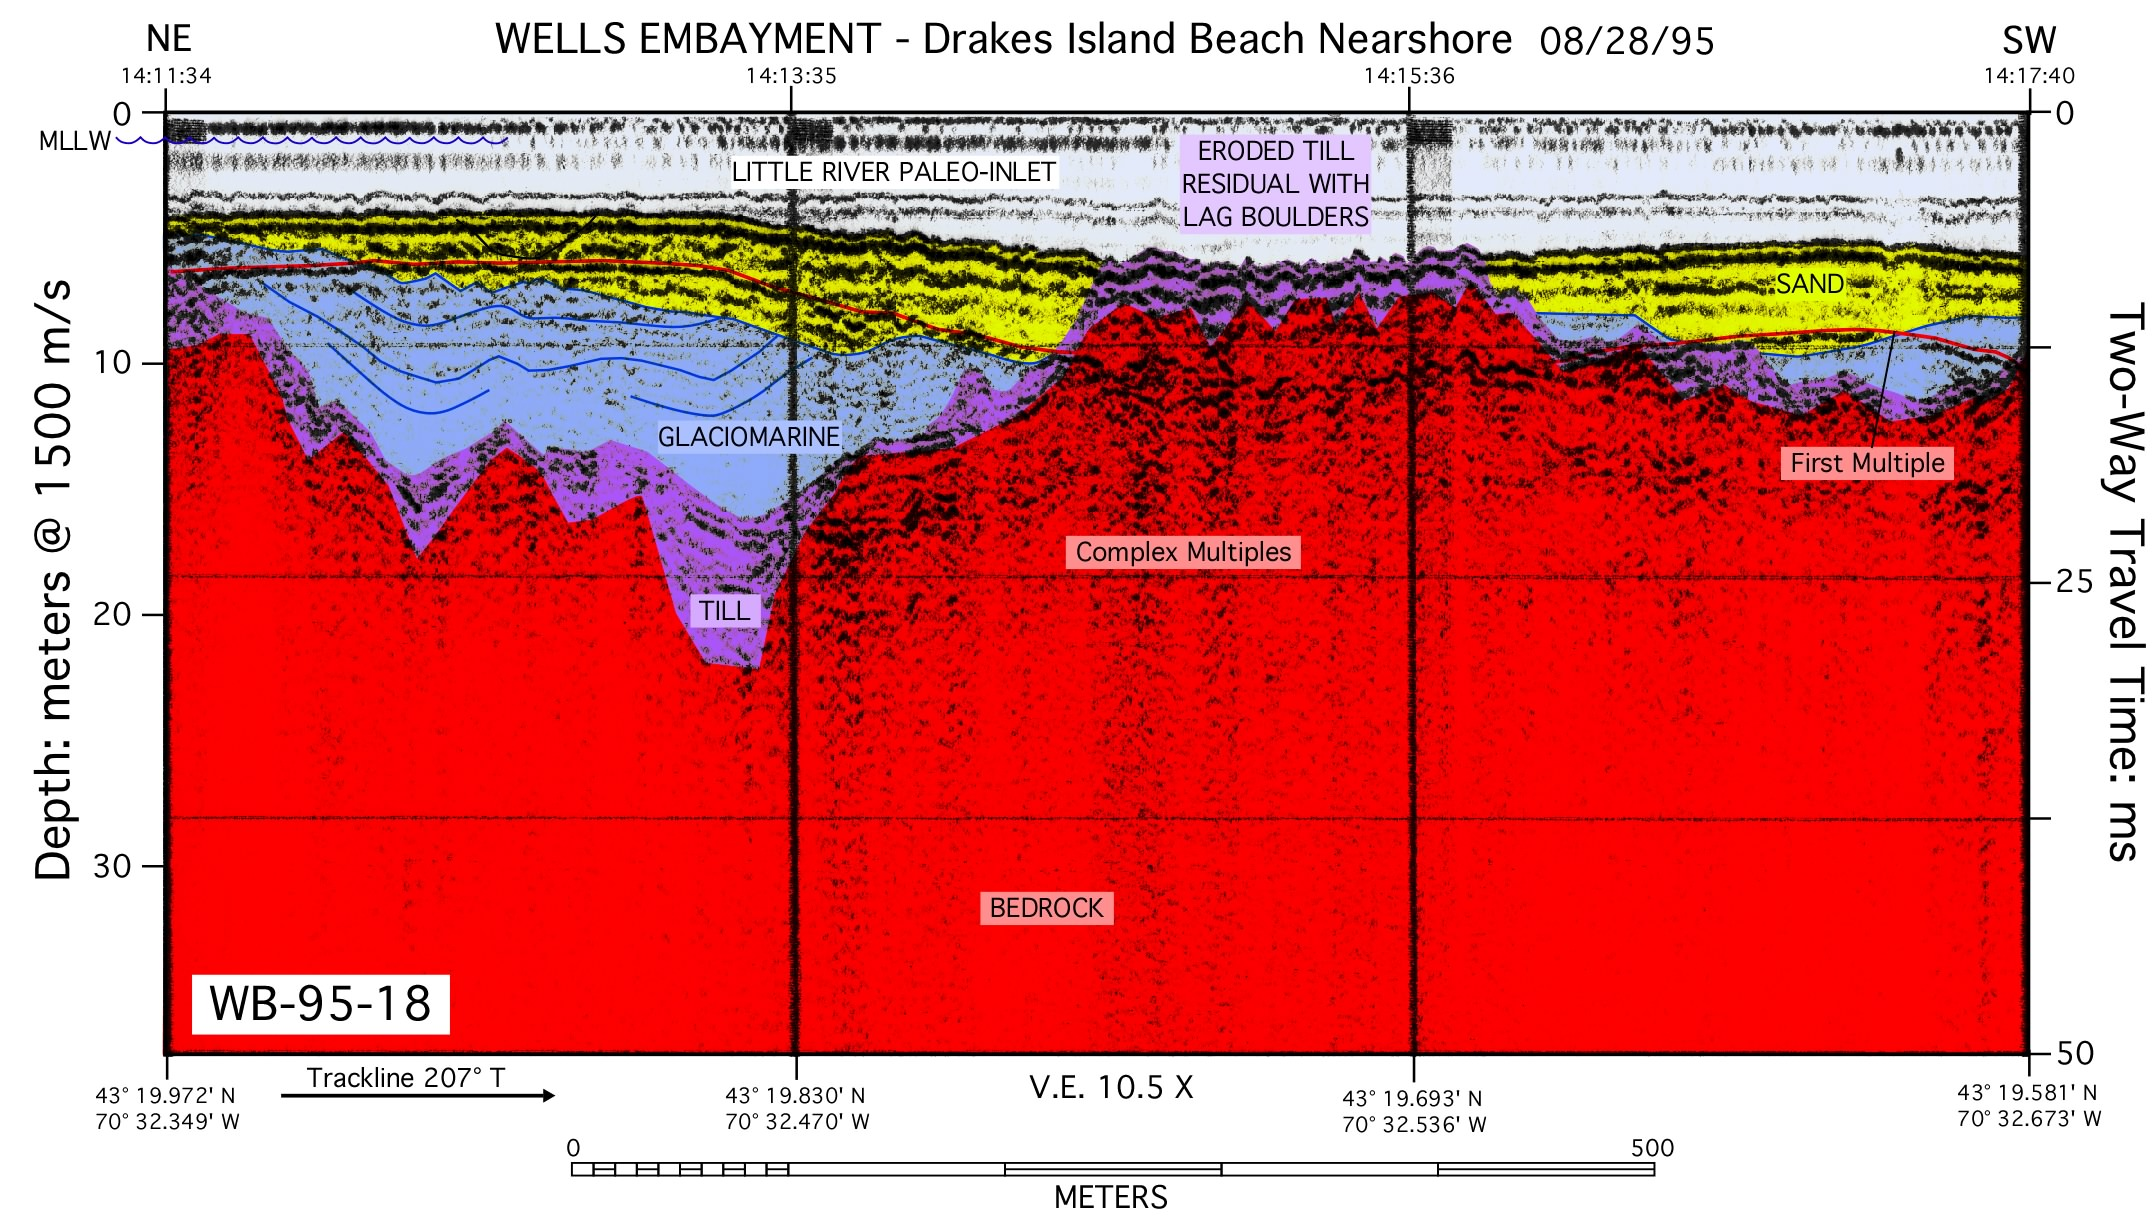 NE
WELLS EMBAYMENT - Drakes Island Beach Nearshore 08/28/95
SW
14:11:34
14:13:35
14:15:36
14:17:40
0
0
MLLW
LITTLE RIVER PALEO-INLET
ERODED TILL
RESIDUAL WITH
LAG BOULDERS
SAND
10
GLACIOMARINE
First Multiple
Depth: meters @ 1500 m/s
Two-Way Travel Time: ms
Complex Multiples
25
20
TILL
30
BEDROCK
WB-95-18
50
Trackline 207° T
V.E. 10.5 X
43° 19.972' N
70° 32.349' W
43° 19.830' N
70° 32.470' W
43° 19.693' N
70° 32.536' W
43° 19.581' N
70° 32.673' W
0
500
METERS